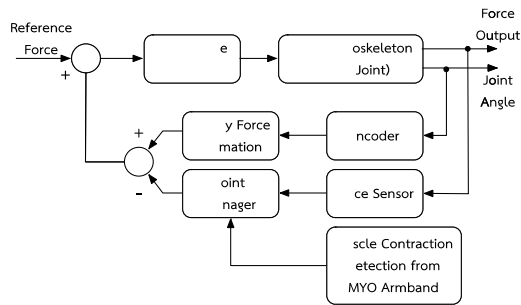 Reference
Force
+
e
oskeleton
Joint)
Force
Output
Joint
Angle
+
y Force
mation
ncoder
-
oint
nager
ce Sensor
scle Contraction
etection from
MYO Armband